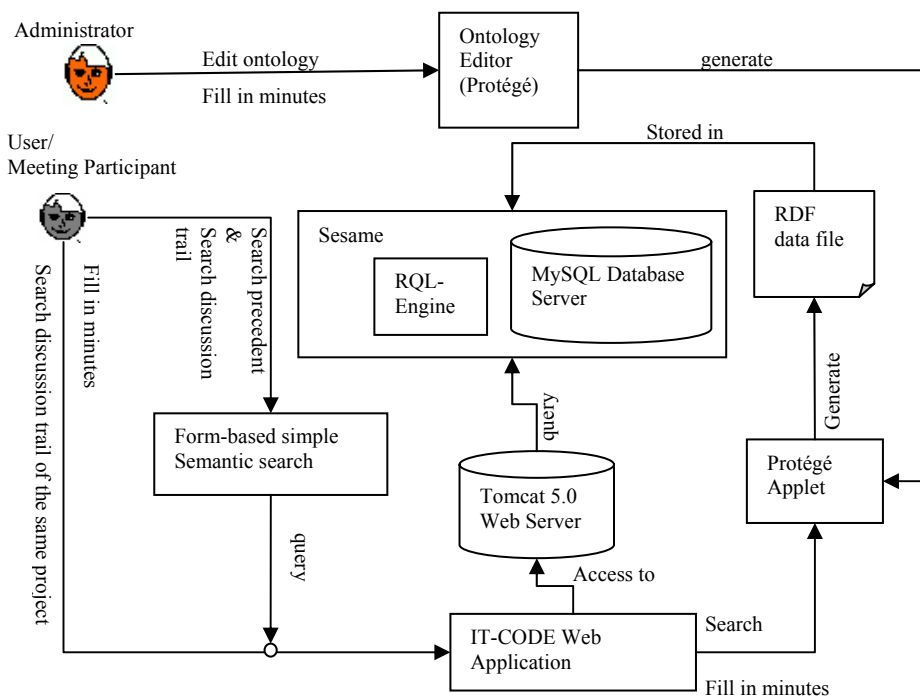 Administrator
Edit ontology
Fill in minutes
Ontology
Editor
(Protégé)
generate
User/
Meeting Participant
Stored in
RDF
data file
Sesame
RQL-
Engine
MySQL Database
Server
Search precedent
&
Search discussion
trail
Fill in minutes
Search discussion trail of the same project
Form-based simple
Semantic search
query
query
Tomcat 5.0
Web Server
Generate
Protégé
Applet
Access to
IT-CODE Web
Application
Search
Fill in minutes